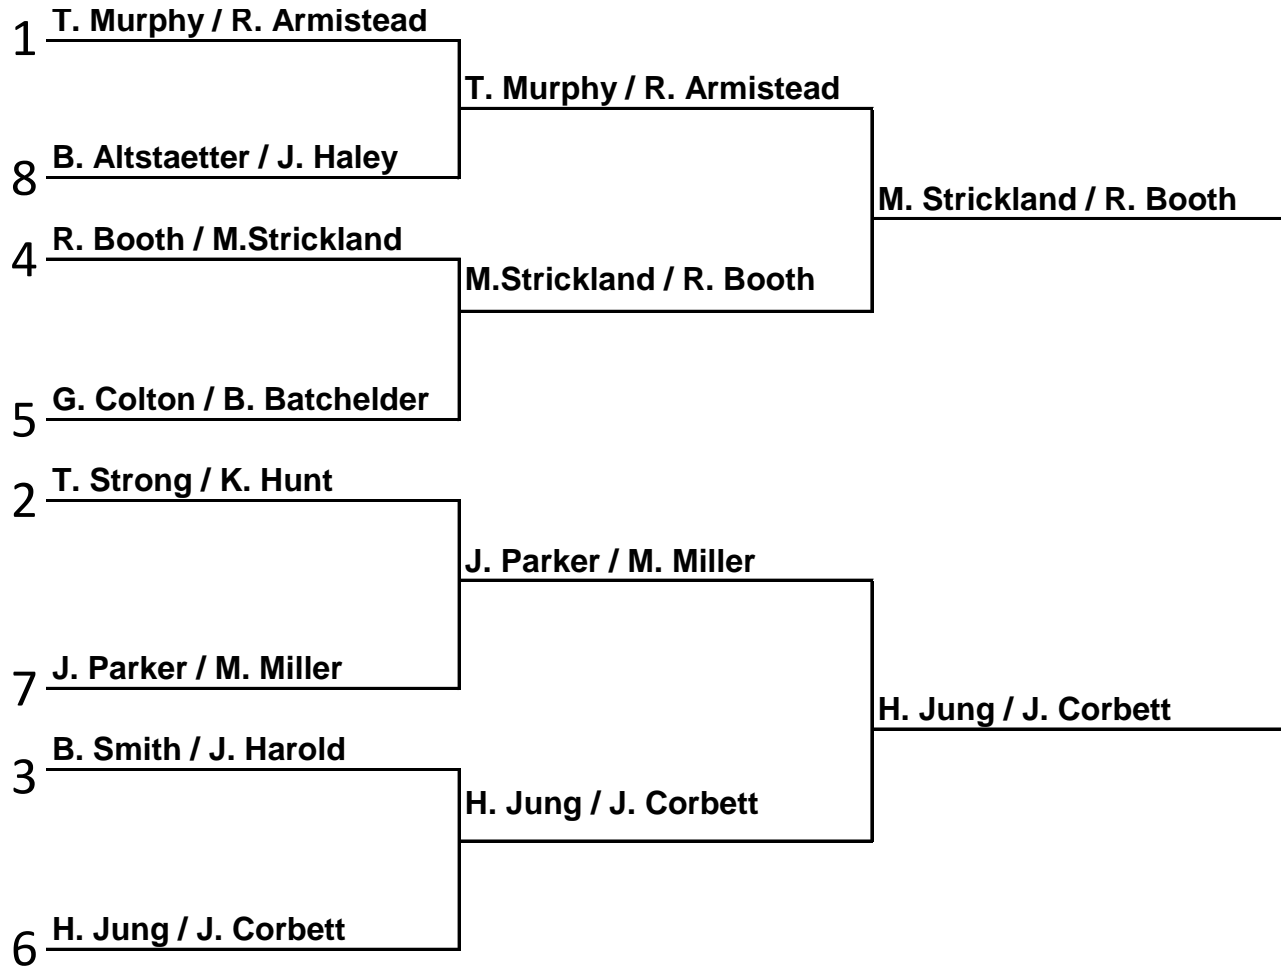 1 T. Murphy / R. Armistead
T. Murphy / R. Armistead
8 B. Altstaetter / J. Haley
M. Strickland / R. Booth
4 R. Booth / M.Strickland
M.Strickland / R. Booth
5 G. Colton / B. Batchelder
2 T. Strong / K. Hunt
J. Parker / M. Miller
7 J. Parker / M. Miller
H. Jung / J. Corbett
3 B. Smith / J. Harold
H. Jung / J. Corbett
6 H. Jung / J. Corbett